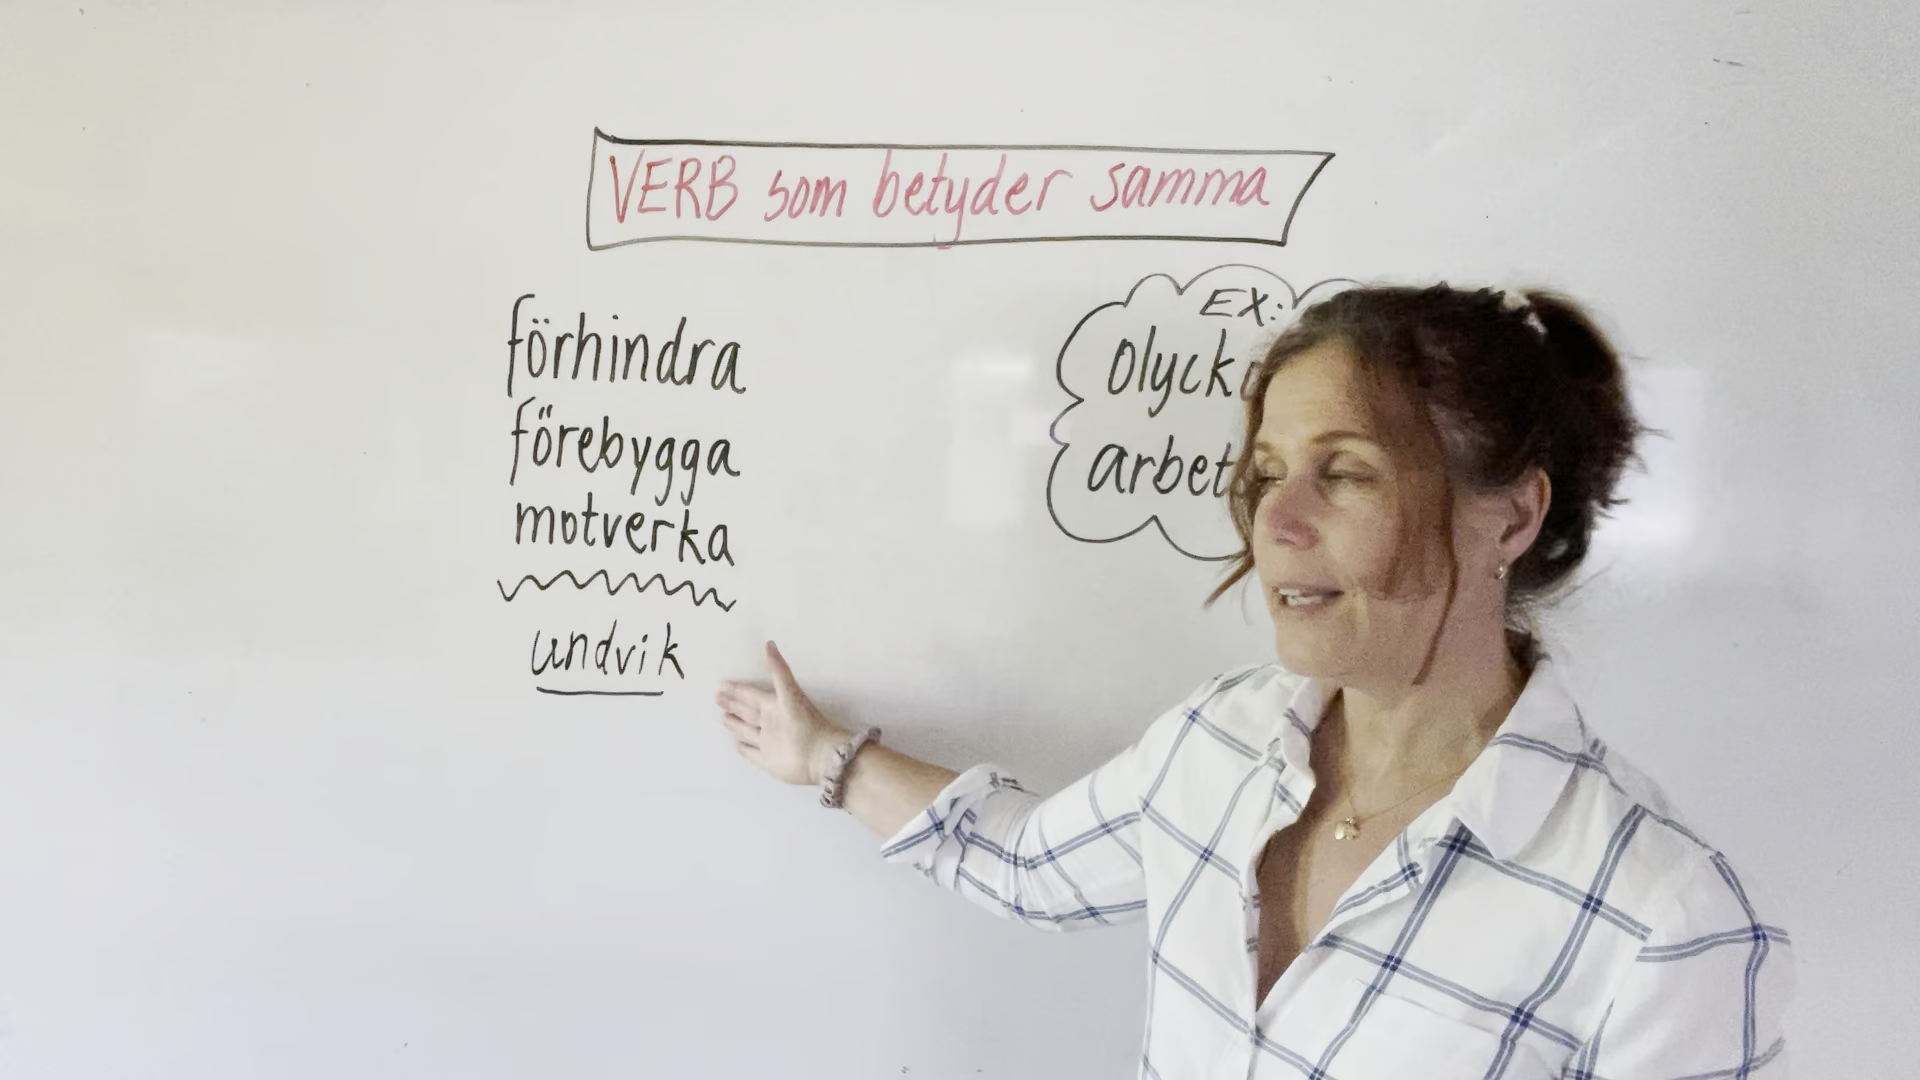 VERB som betyder samma
förhindra
förebygga
motverka
undvik
EX: